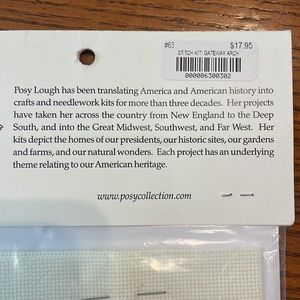 #63
$17.95
STITCH KIT: GATEWAY ARCH
000006300302
Posy Lough has been translating America and American history into
crafts and needlework kits for more than three decades. Her projects
have taken her across the country from New England to the Deep
South, and into the Great Midwest, Southwest, and Far West. Her
kits depict the homes of our presidents, our historic sites, our gardens
and farms, and our natural wonders. Each project has an underlying
theme relating to our American heritage.
www.posycollection.com